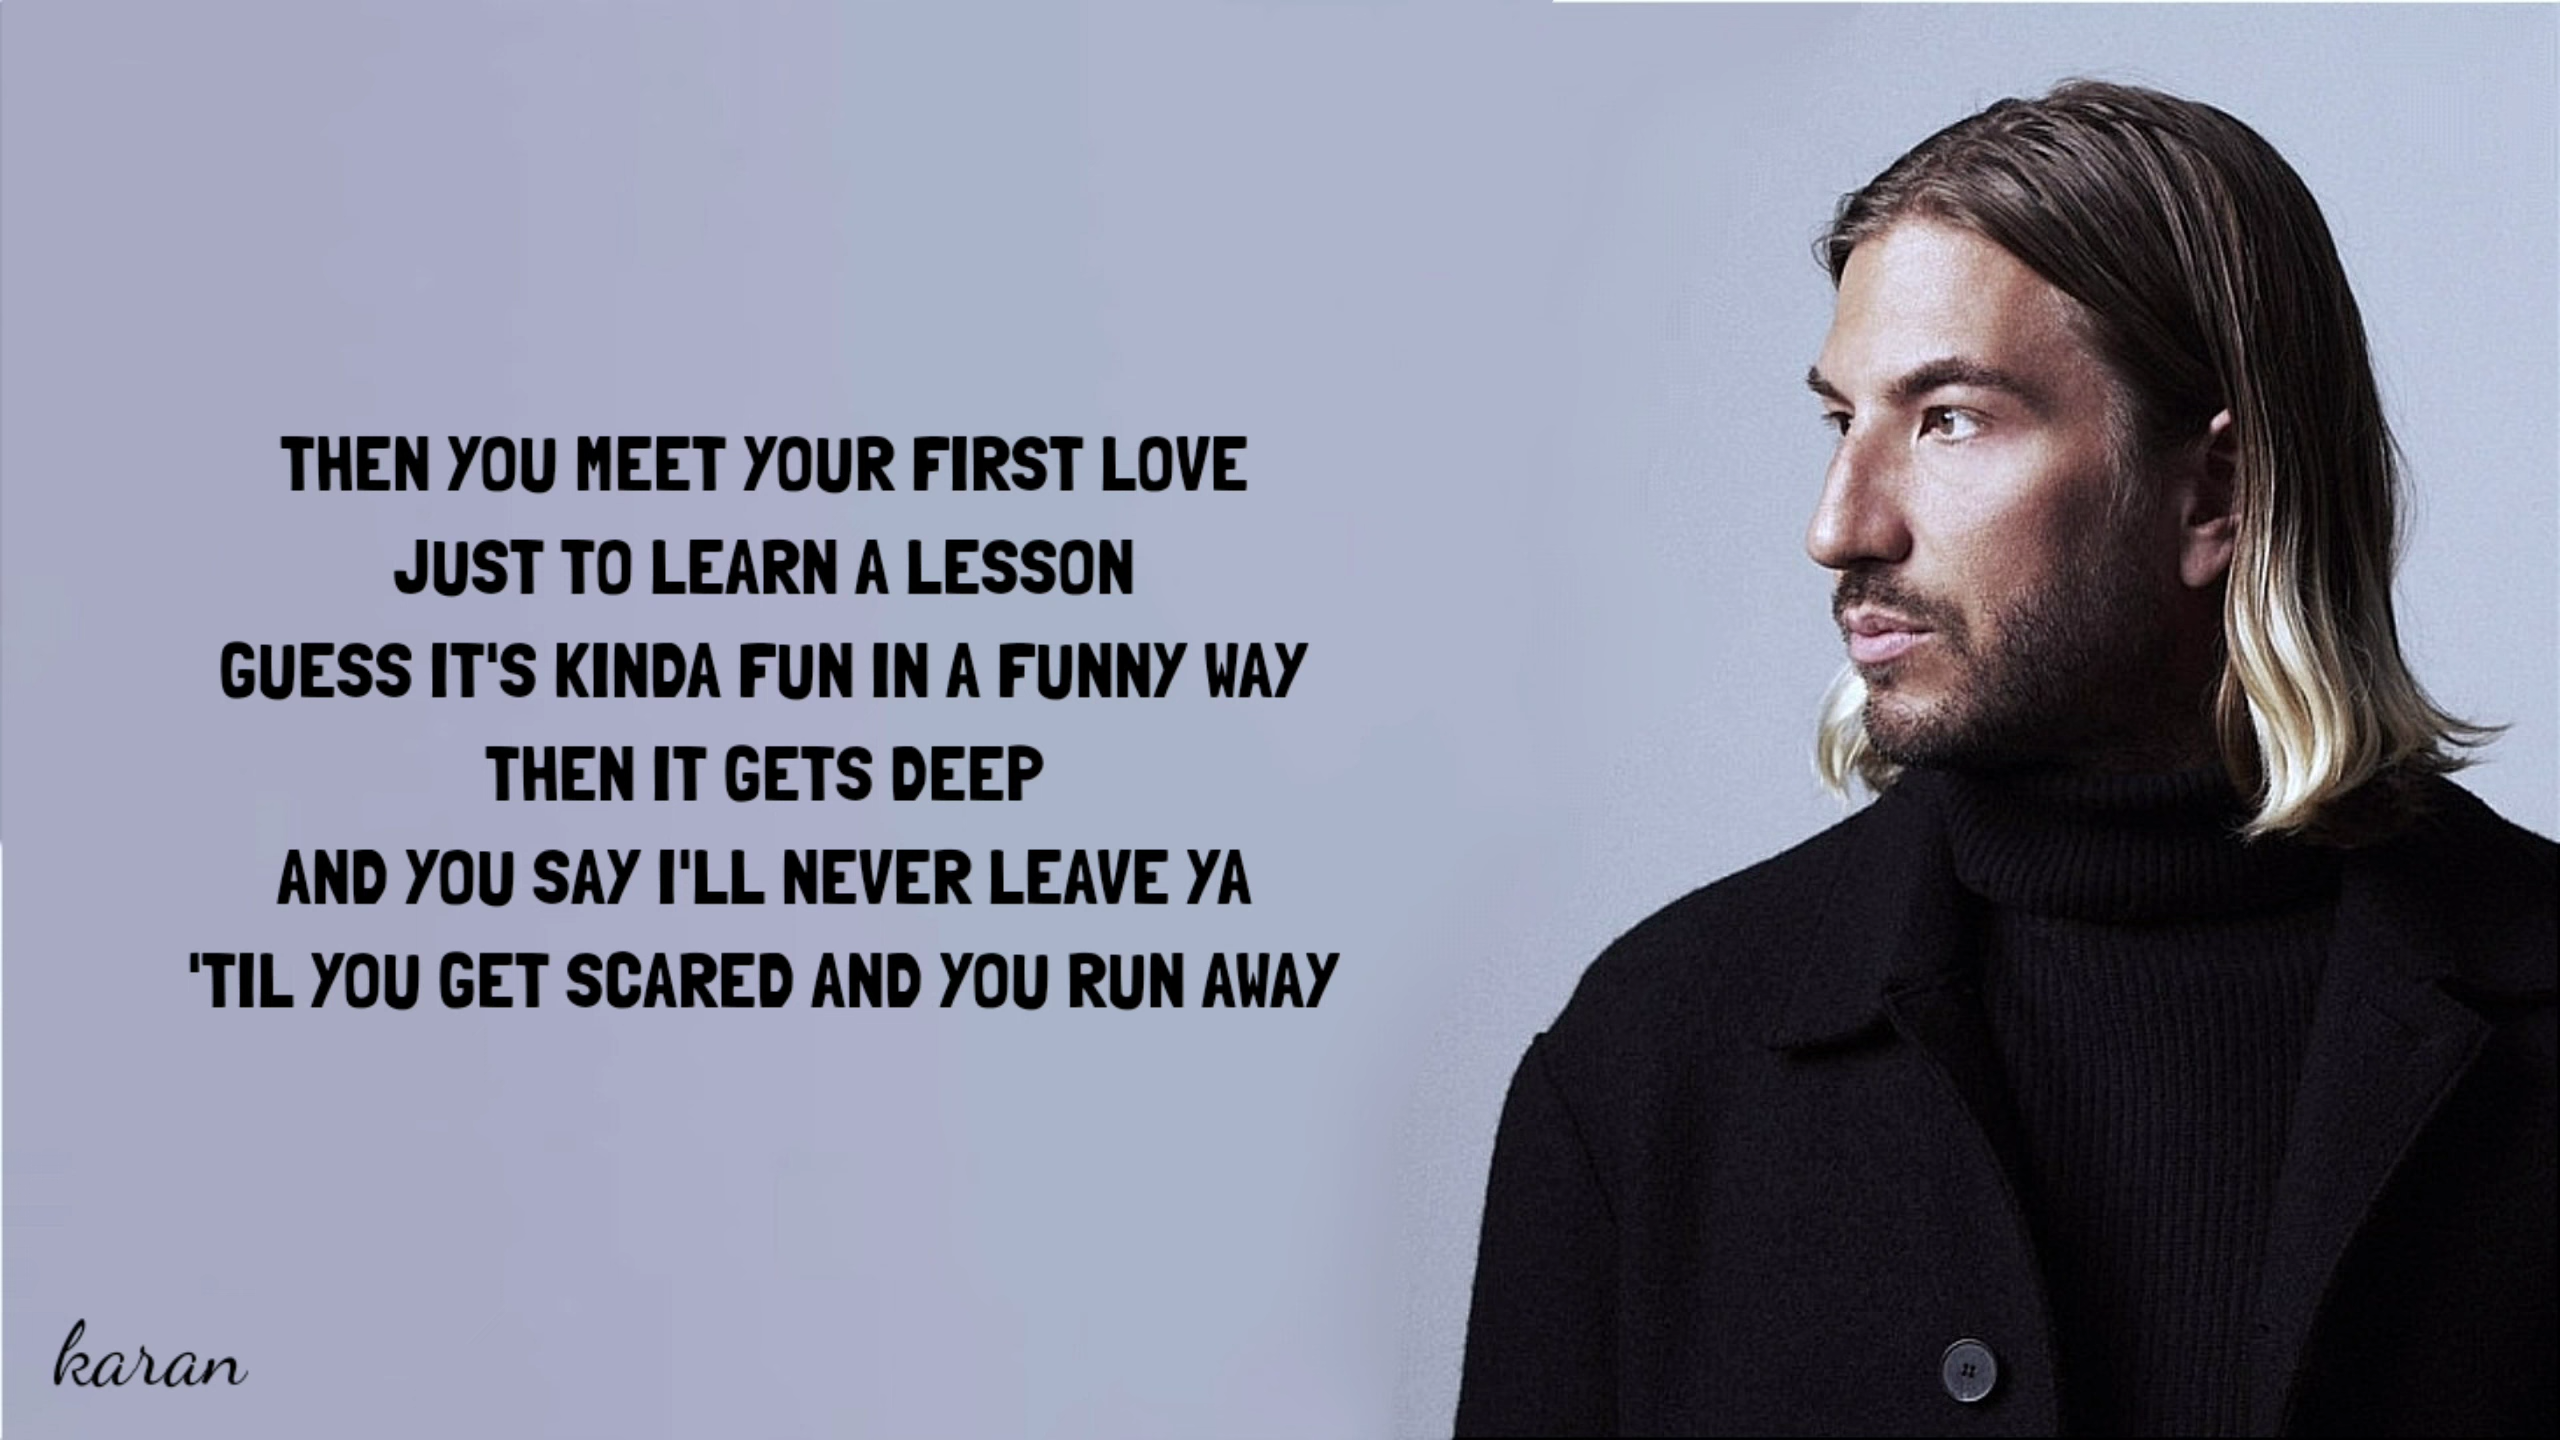 THEN YOU MEET YOUR FIRST LOVE
JUST TO LEARN A LESSON
GUESS IT'S KINDA FUN IN A FUNNY WAY
THEN IT GETS DEEP
AND YOU SAY I'LL NEVER LEAVE YA
'TIL YOU GET SCARED AND YOU RUN AWAY
karan